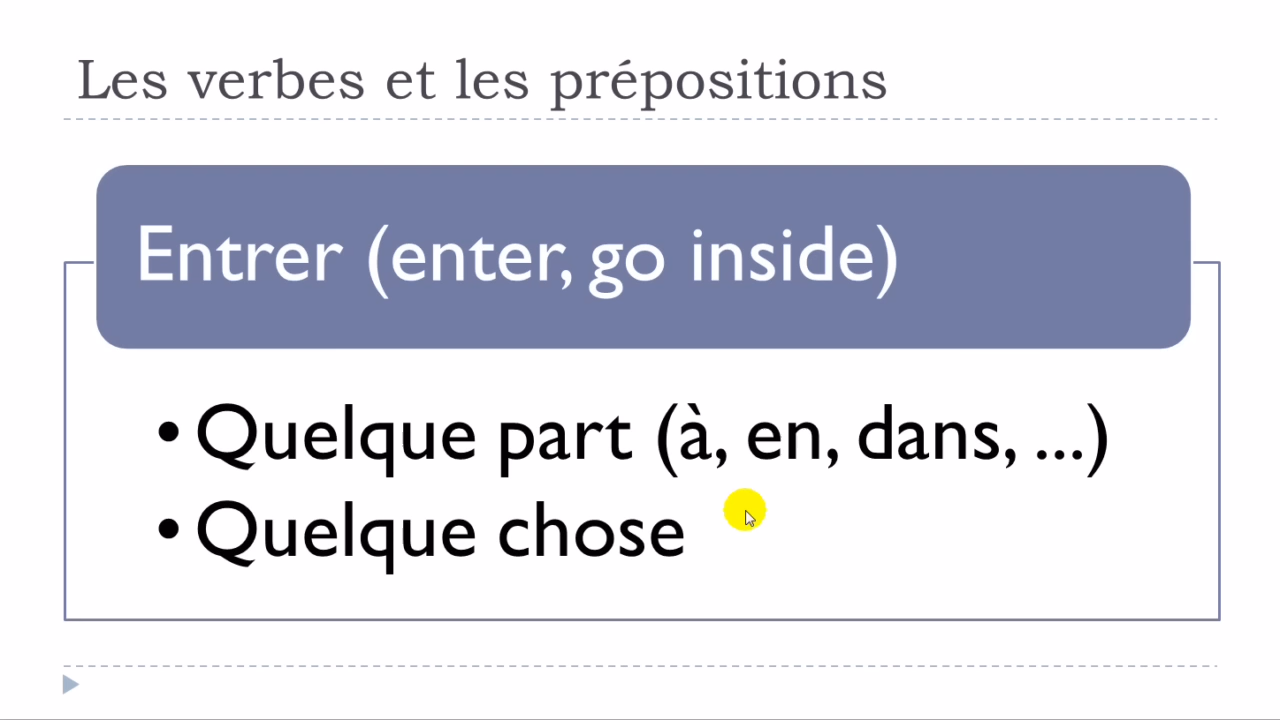 Les verbes et les prépositions
Entrer (enter, go inside)
• Quelque part (à, en, dans, ...)
• Quelque chose